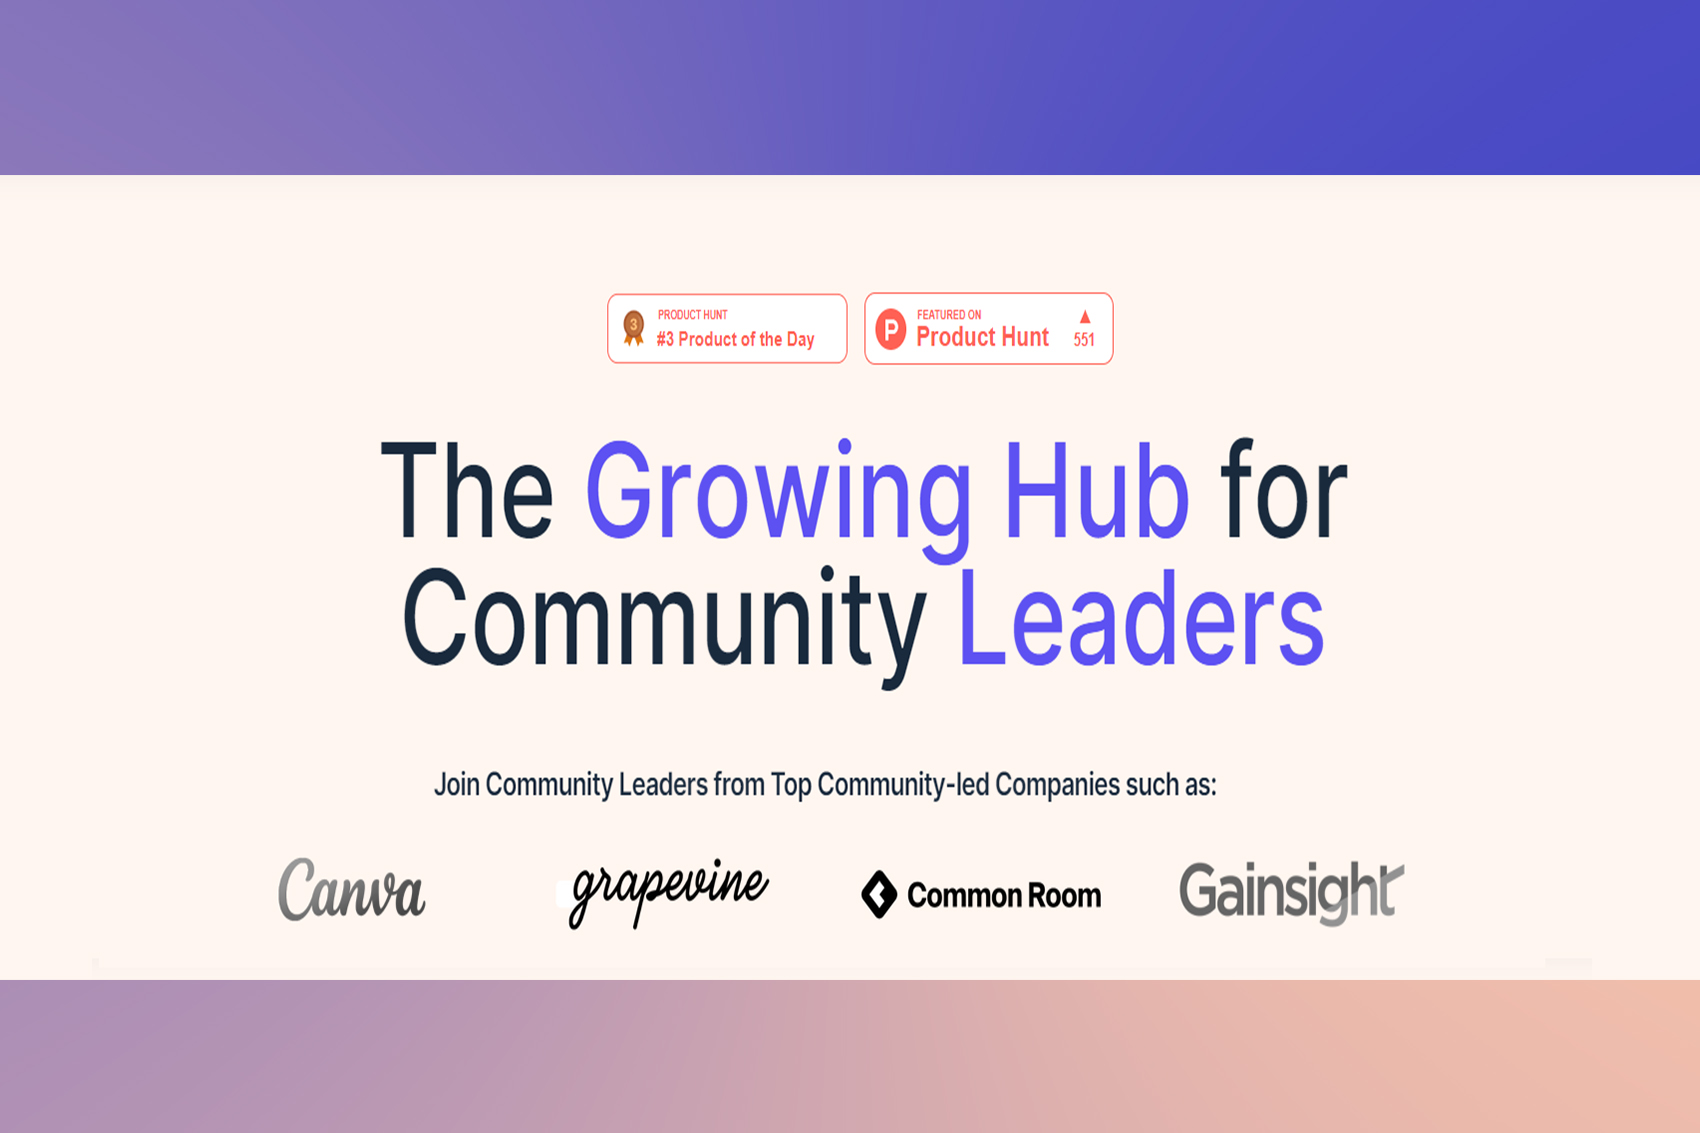 3
PRODUCT HUNT
#3 Product of the Day
P
FEATURED ON
Product Hunt
551
The Growing Hub for
Community Leaders
Join Community Leaders from Top Community-led Companies such as:
Canva
grapevine
Common Room
Gainsight